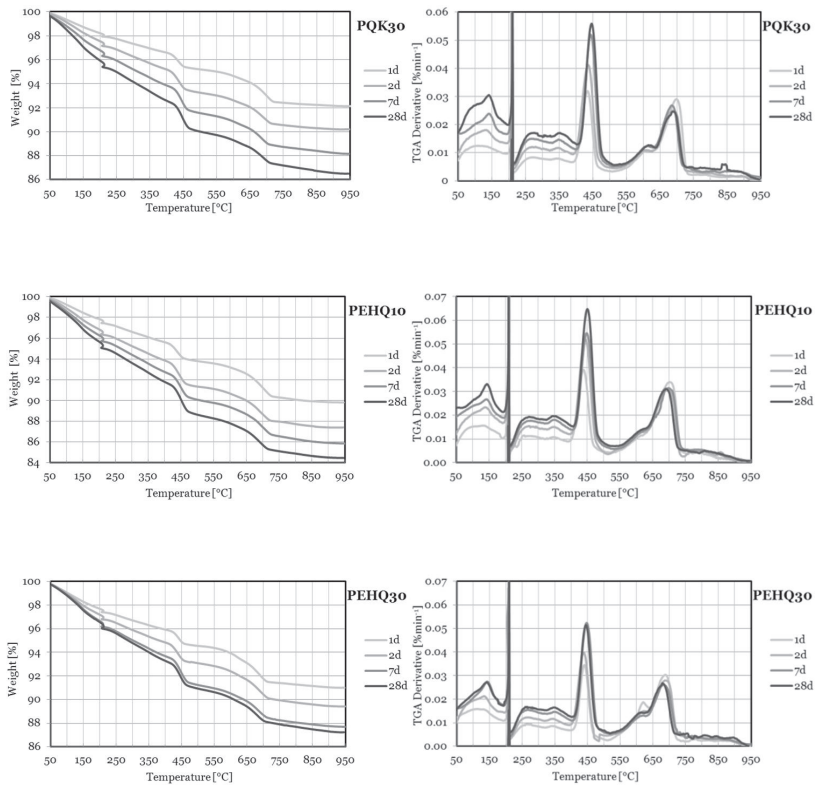 PQK30
100
98
96
94
92
90
88
86
Weight [%]
50 150 250 350 450 550 650 750 850 950
Temperature [°C]
1d
2d
7d
28d
PQK30
0.06
0.05
0.04
0.03
0.02
0.01
0
TGA Derivative [%min⁻¹]
50 150 250 350 450 550 650 750 850 950
Temperature [°C]
1d
2d
7d
28d
PEHQ10
100
98
96
94
92
90
88
86
84
Weight [%]
50 150 250 350 450 550 650 750 850 950
Temperature [°C]
1d
2d
7d
28d
PEHQ10
0.07
0.06
0.05
0.04
0.03
0.02
0.01
0.00
TGA Derivative [%min⁻¹]
50 150 250 350 450 550 650 750 850 950
Temperature [°C]
1d
2d
7d
28d
PEHQ30
100
98
96
94
92
90
88
86
Weight [%]
50 150 250 350 450 550 650 750 850 950
Temperature [°C]
1d
2d
7d
28d
PEHQ30
0.07
0.06
0.05
0.04
0.03
0.02
0.01
0.00
TGA Derivative [%min⁻¹]
50 150 250 350 450 550 650 750 850 950
Temperature [°C]
1d
2d
7d
28d